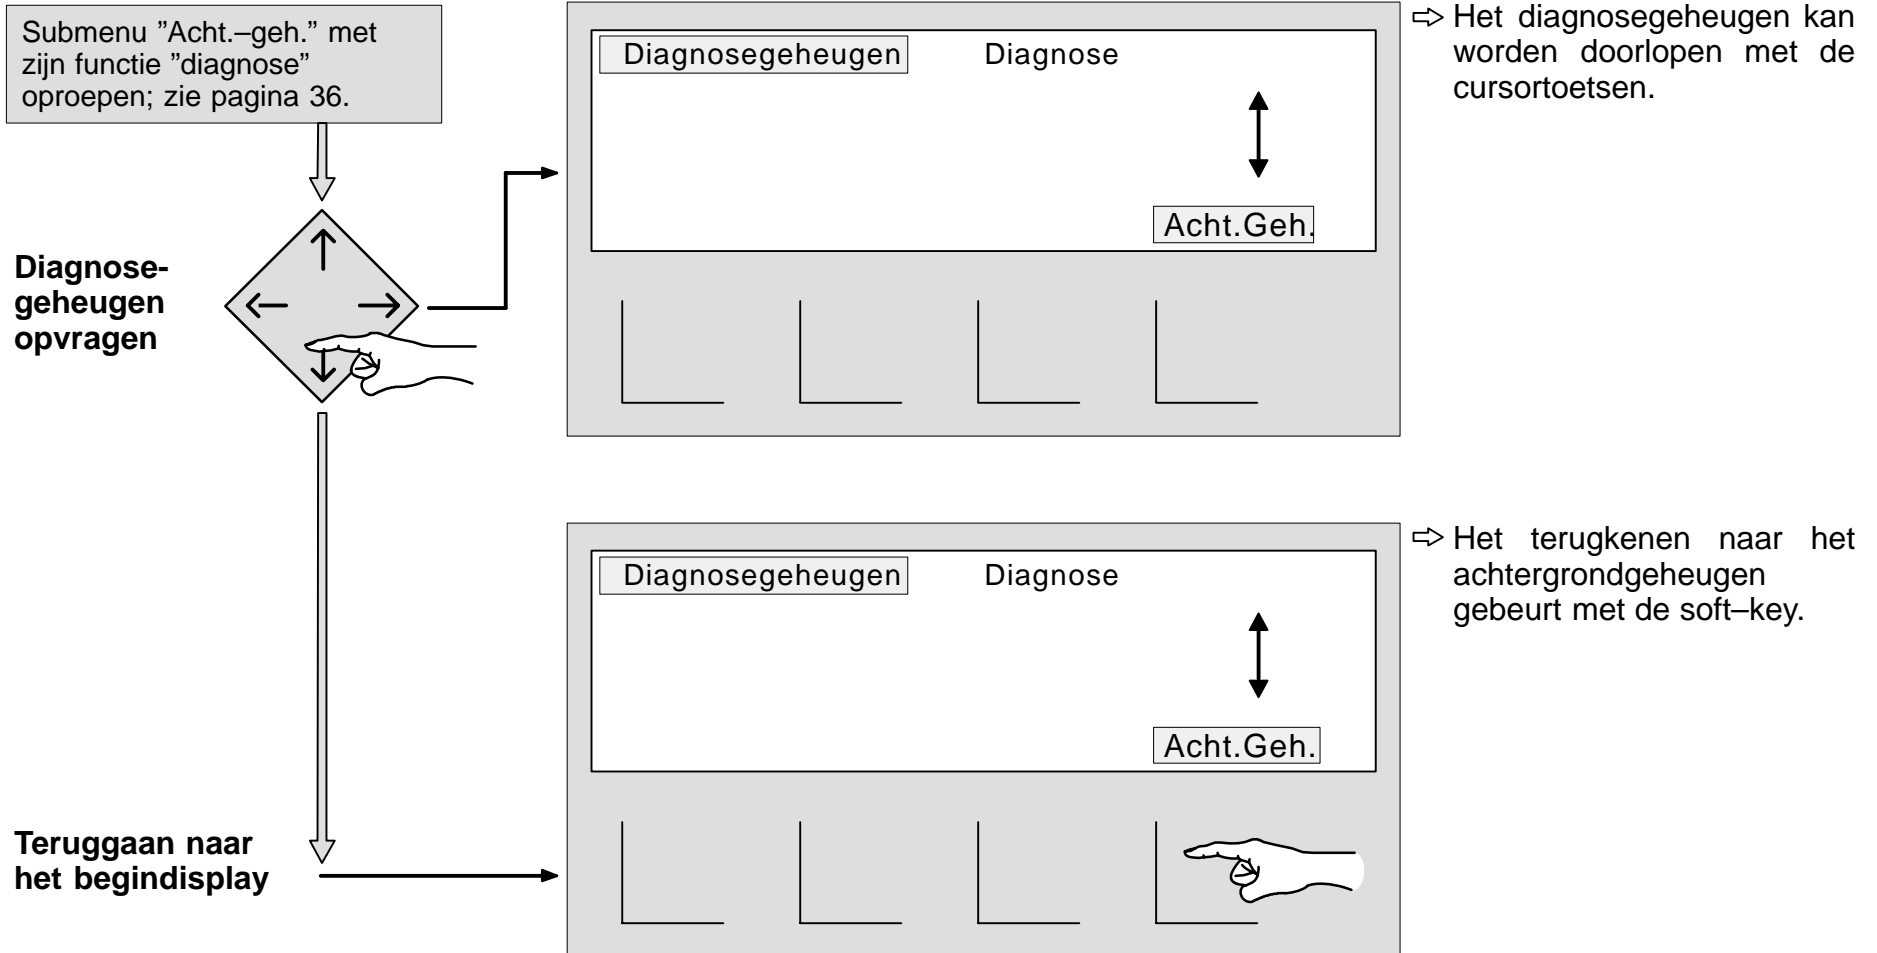 Submenu ”Acht.–geh.” met
zijn functie ”diagnose”
oproepen; zie pagina 36.
Diagnose-
geheugen
opvragen
Diagnosegeheugen Diagnose
Acht.Geh.
⇨ Het diagnosegeheugen kan
worden doorlopen met de
cursortoetsen.
Teruggaan naar
het begindisplay
Diagnosegeheugen Diagnose
Acht.Geh.
⇨ Het terugkenen naar het
achtergrondgeheugen
gebeurt met de soft–key.